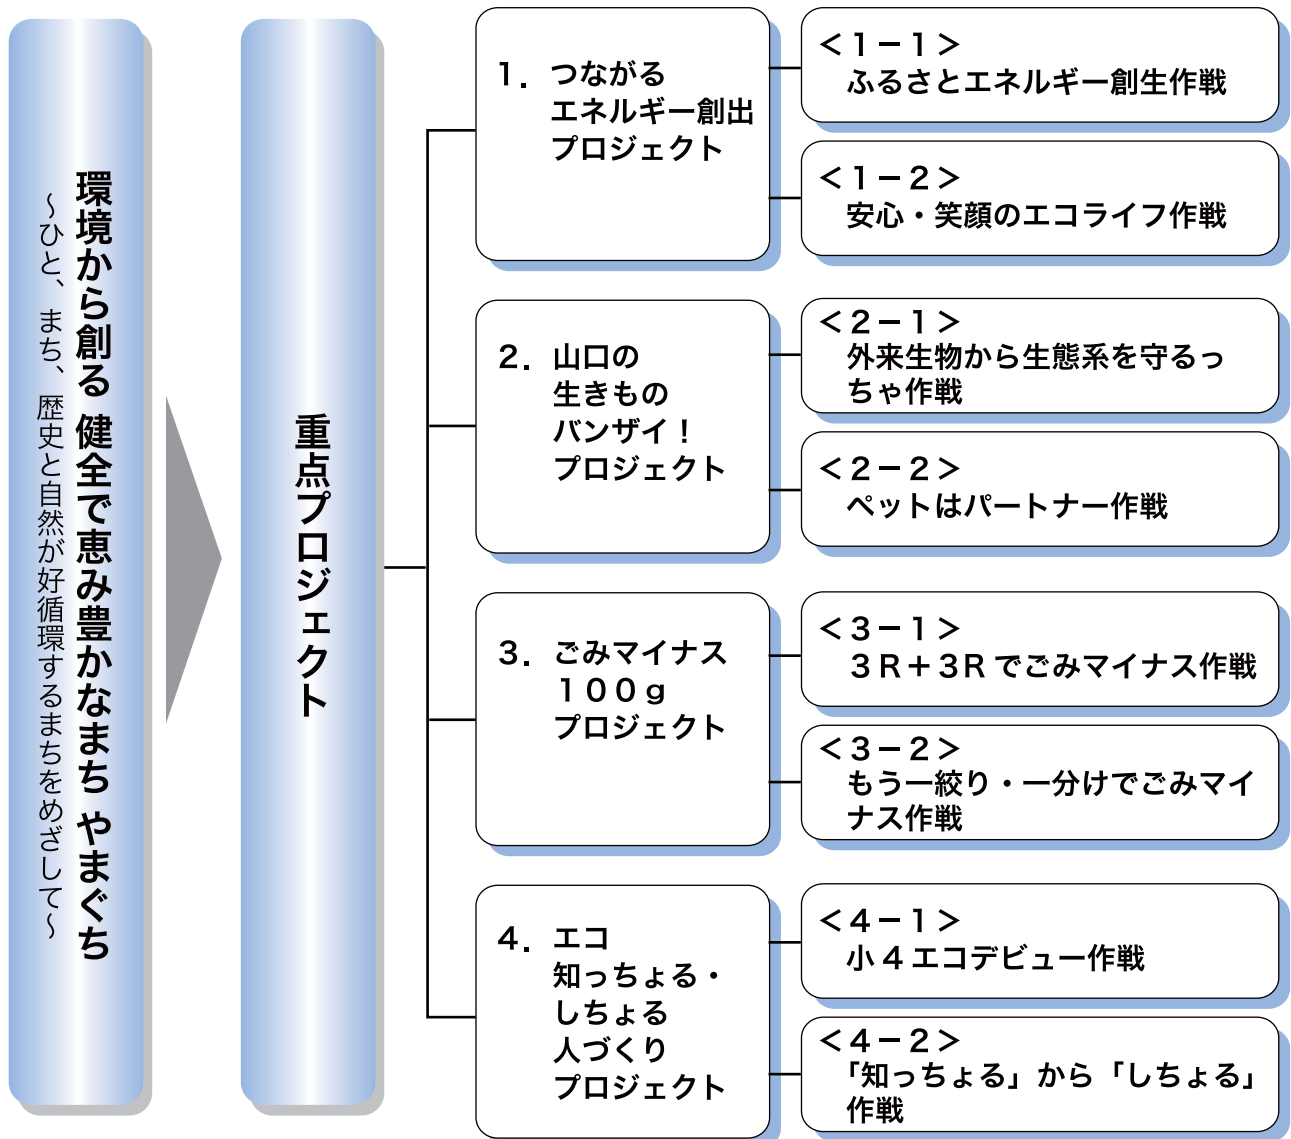 環境から創る 健全で恵み豊かなまち やまぐち
～ひと、まち、歴史と自然が好循環するまちをめざして～
重点プロジェクト
1．つながる
エネルギー創出
プロジェクト
＜1－1＞
ふるさとエネルギー創生作戦
＜1－2＞
安心・笑顔のエコライフ作戦
2．山口の
生きもの
バンザイ！
プロジェクト
＜2－1＞
外来生物から生態系を守るっ
ちゃ作戦
＜2－2＞
ペットはパートナー作戦
3．ごみマイナス
１００ｇ
プロジェクト
＜3－1＞
３Ｒ＋３Ｒでごみマイナス作戦
＜3－2＞
もう一絞り・一分けでごみマイ
ナス作戦
4．エコ
知っちょる・
しちょる
人づくり
プロジェクト
＜4－1＞
小４エコデビュー作戦
＜4－2＞
「知っちょる」から「しちょる」
作戦